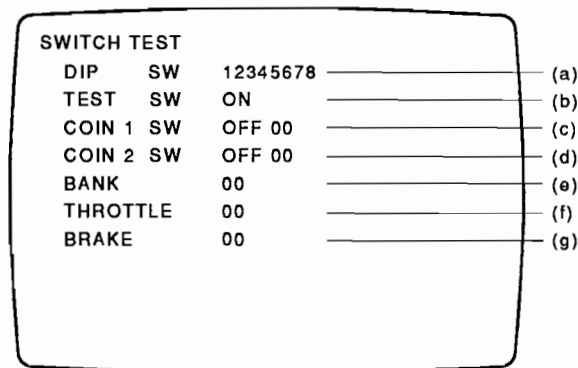 SWITCH TEST
DIP SW 12345678 (a)
TEST SW ON (b)
COIN 1 SW OFF 00 (c)
COIN 2 SW OFF 00 (d)
BANK 00 (e)
THROTTLE 00 (f)
BRAKE 00 (g)